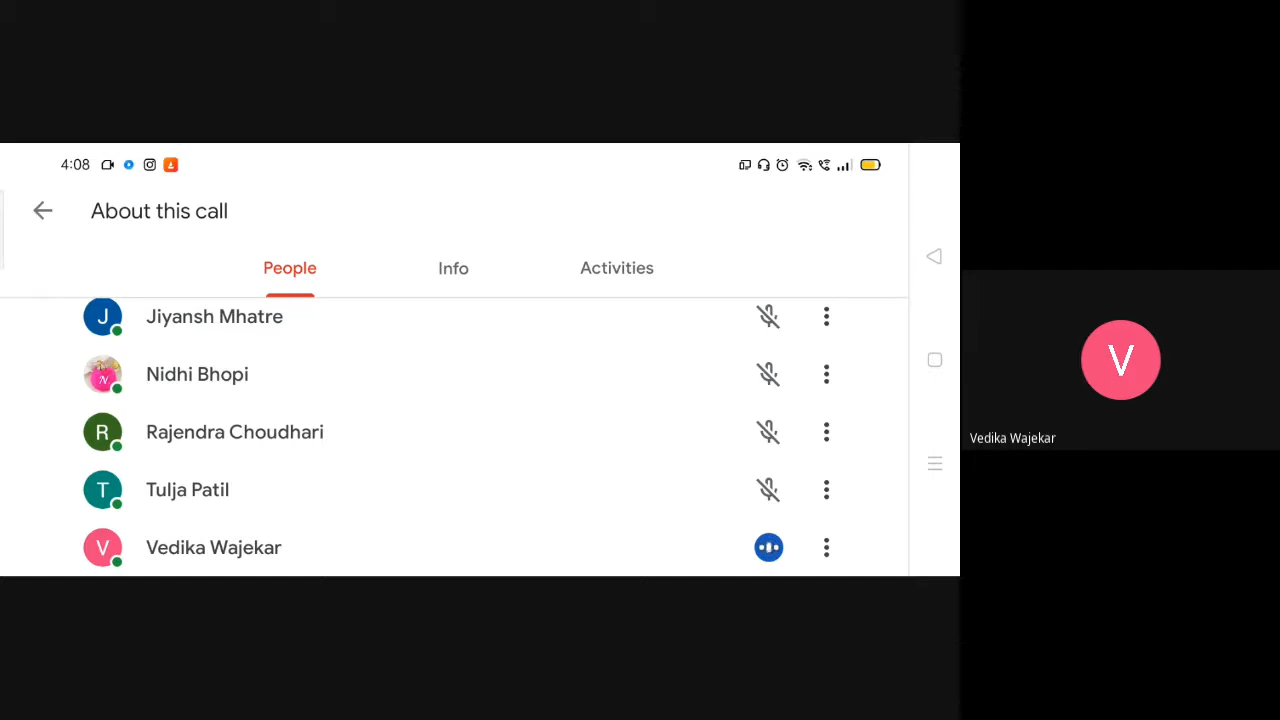 4:08
About this call
People Info Activities
J Jiyansh Mhatre
N Nidhi Bhopi
R Rajendra Choudhari
T Tulja Patil
V Vedika Wajekar
V
Vedika Wajekar